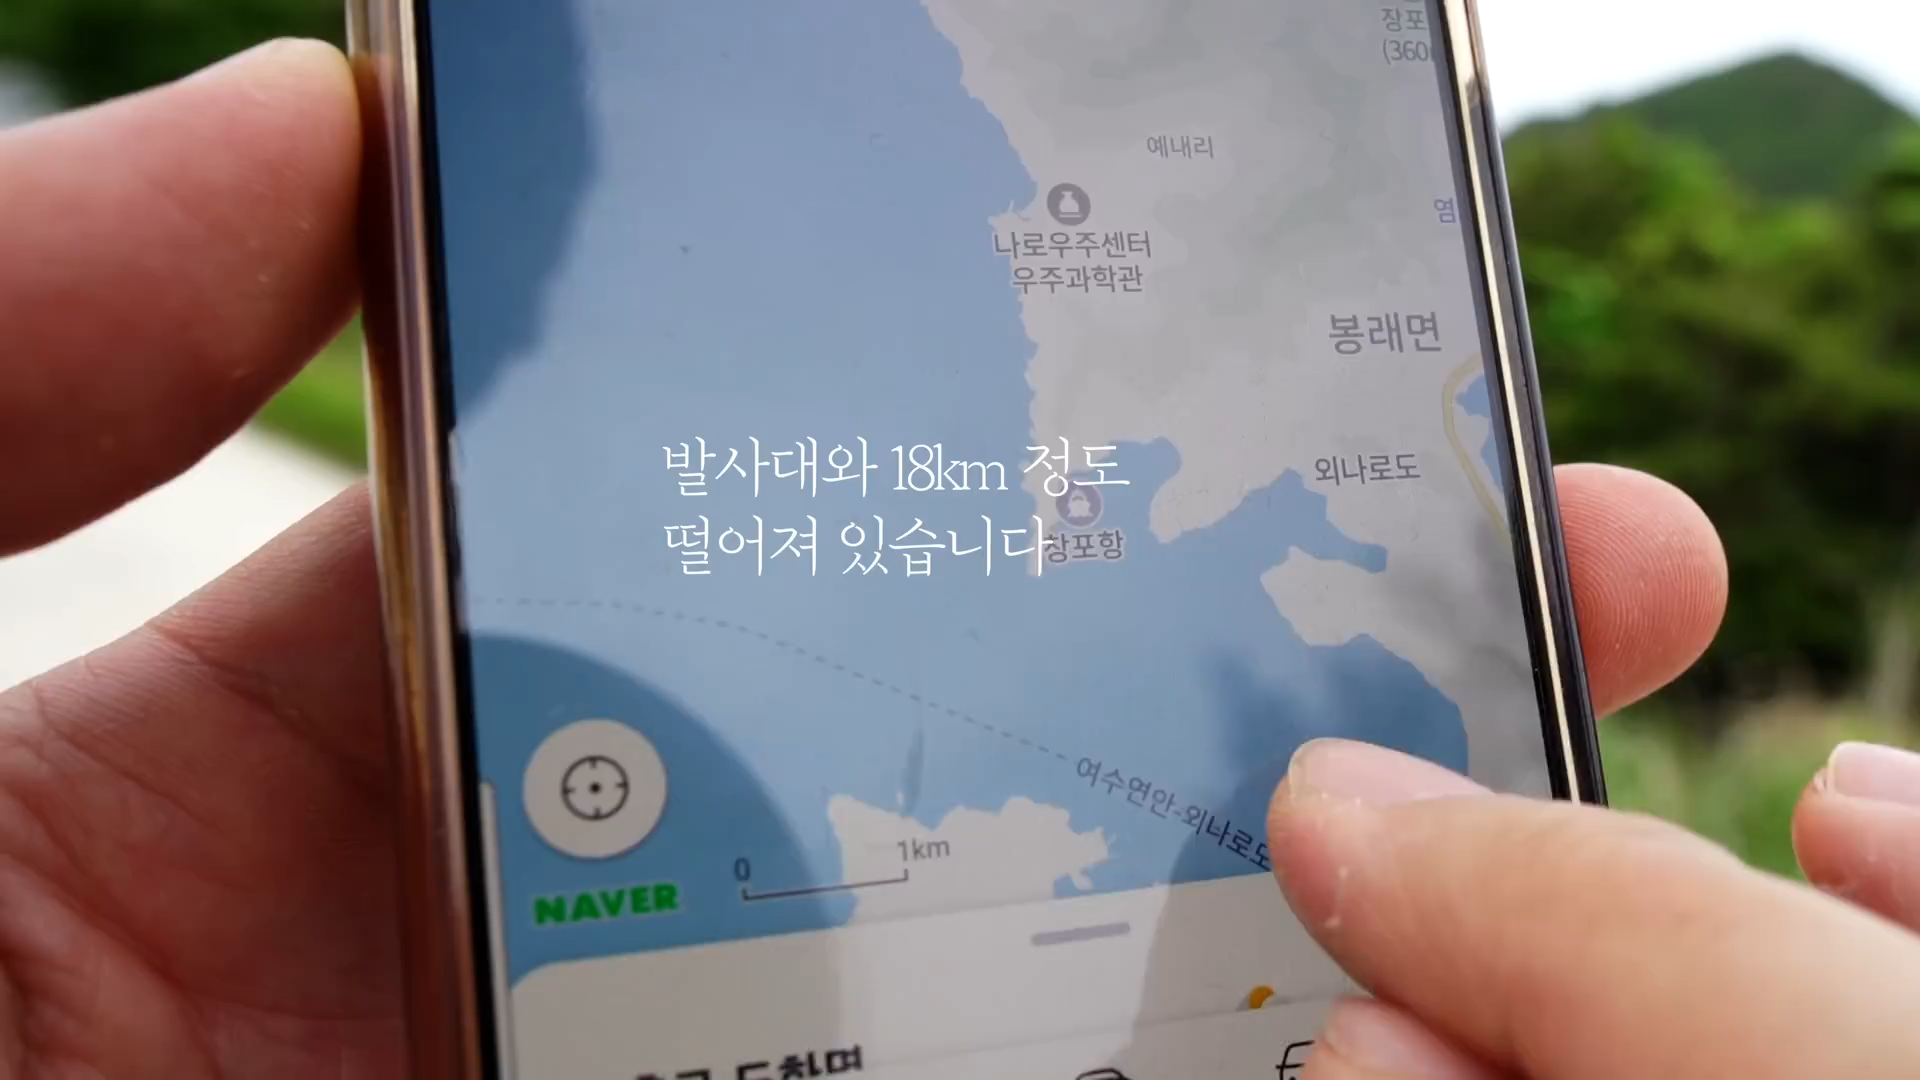 장포
(360
예내리
염
나로우주센터
우주과학관
봉래면
외나로도
발사대와 18km 정도
떨어져 있습니다
창포항
여수연안-외나로도
0
1km
NAVER